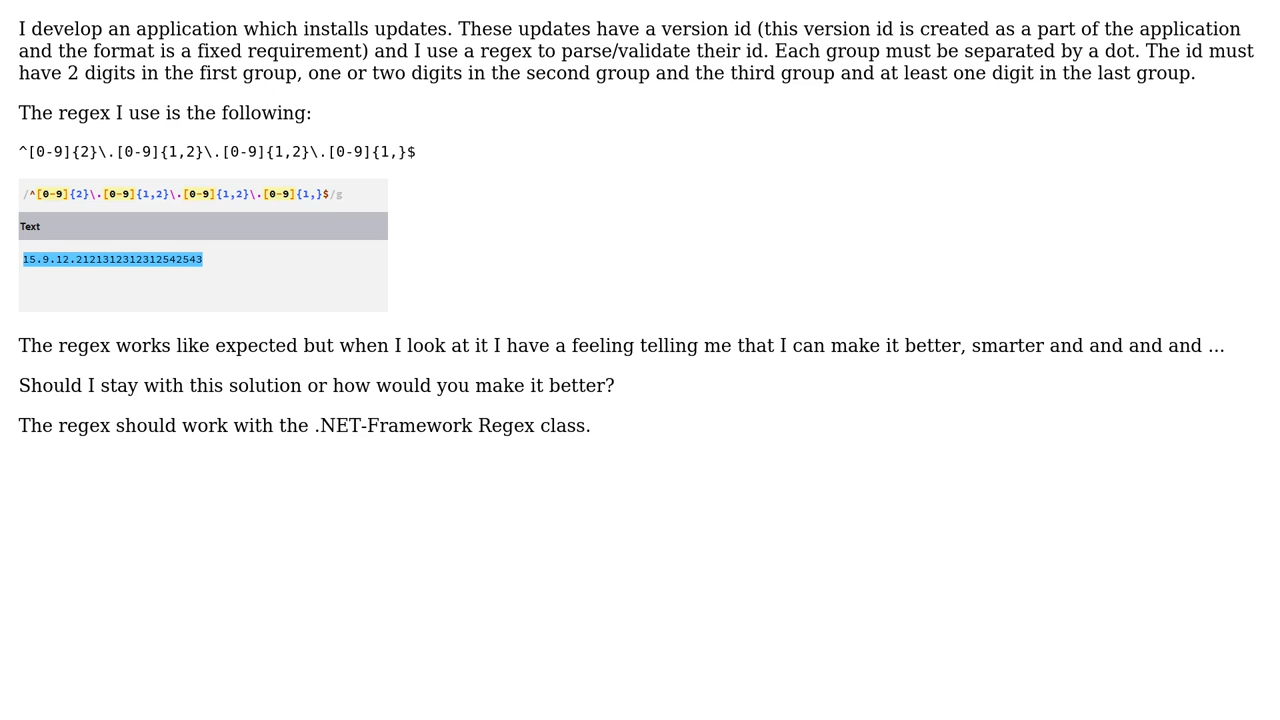 I develop an application which installs updates. These updates have a version id (this version id is created as a part of the application
and the format is a fixed requirement) and I use a regex to parse/validate their id. Each group must be separated by a dot. The id must
have 2 digits in the first group, one or two digits in the second group and the third group and at least one digit in the last group.
The regex I use is the following:
^[0-9]{2}\.[0-9]{1,2}\.[0-9]{1,2}\.[0-9]{1,}$
/^[0-9]{2}\.[0-9]{1,2}\.[0-9]{1,2}\.[0-9]{1,}$/g
Text
15.9.12.2121312312312542543
The regex works like expected but when I look at it I have a feeling telling me that I can make it better, smarter and and and and ...
Should I stay with this solution or how would you make it better?
The regex should work with the .NET-Framework Regex class.